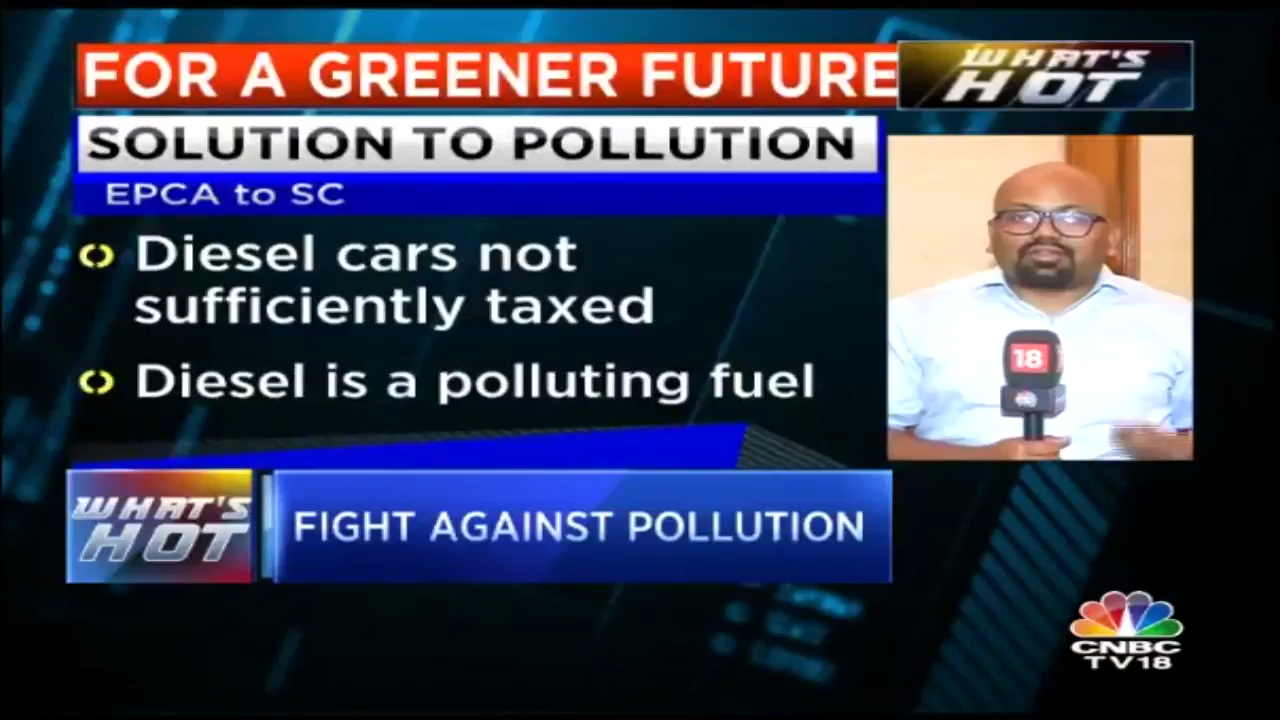 FOR A GREENER FUTURE
WHAT'S
HOT
SOLUTION TO POLLUTION
EPCA to SC
Diesel cars not
sufficiently taxed
Diesel is a polluting fuel
18
WHAT'S
HOT
FIGHT AGAINST POLLUTION
CNBC
TV18